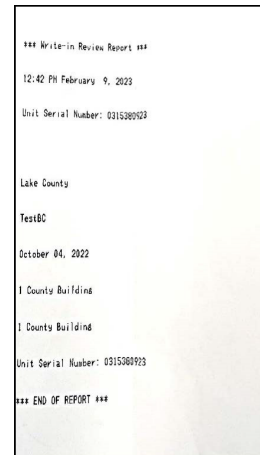 *** Write-in Review Report ***
12:42 PM February 9, 2023
Unit Serial Number: 0315380923
Lake County
TestBC
October 04, 2022
1 County Building
1 County Building
Unit Serial Number: 0315380923
*** END OF REPORT ***